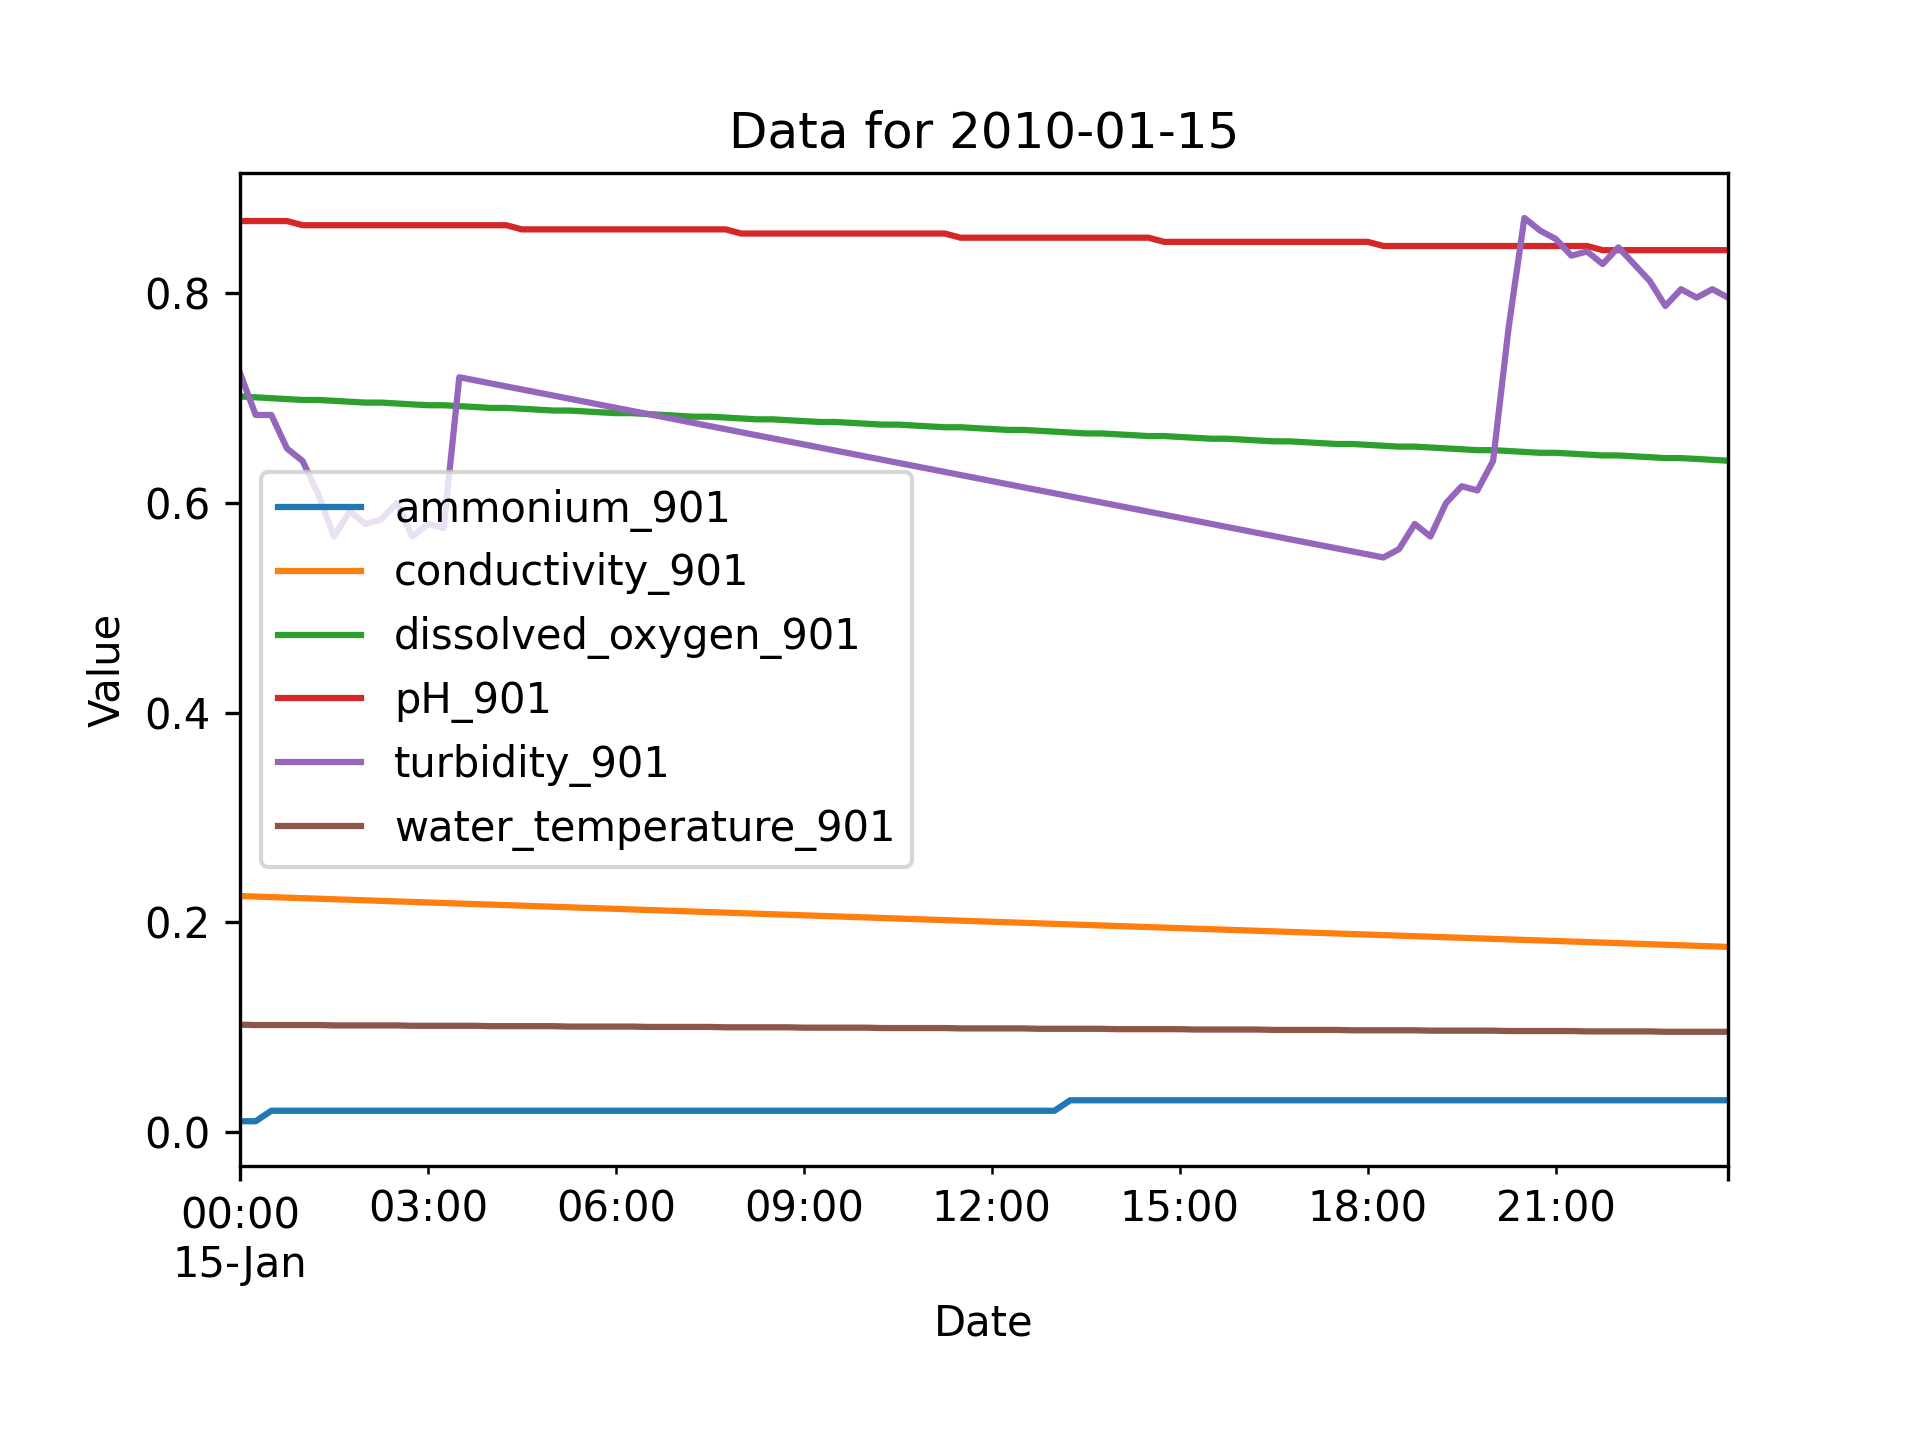 Data for 2010-01-15
Value
0.8
0.6
0.4
0.2
0.0
ammonium_901
conductivity_901
dissolved_oxygen_901
pH_901
turbidity_901
water_temperature_901
00:00 03:00 06:00 09:00 12:00 15:00 18:00 21:00
15-Jan
Date